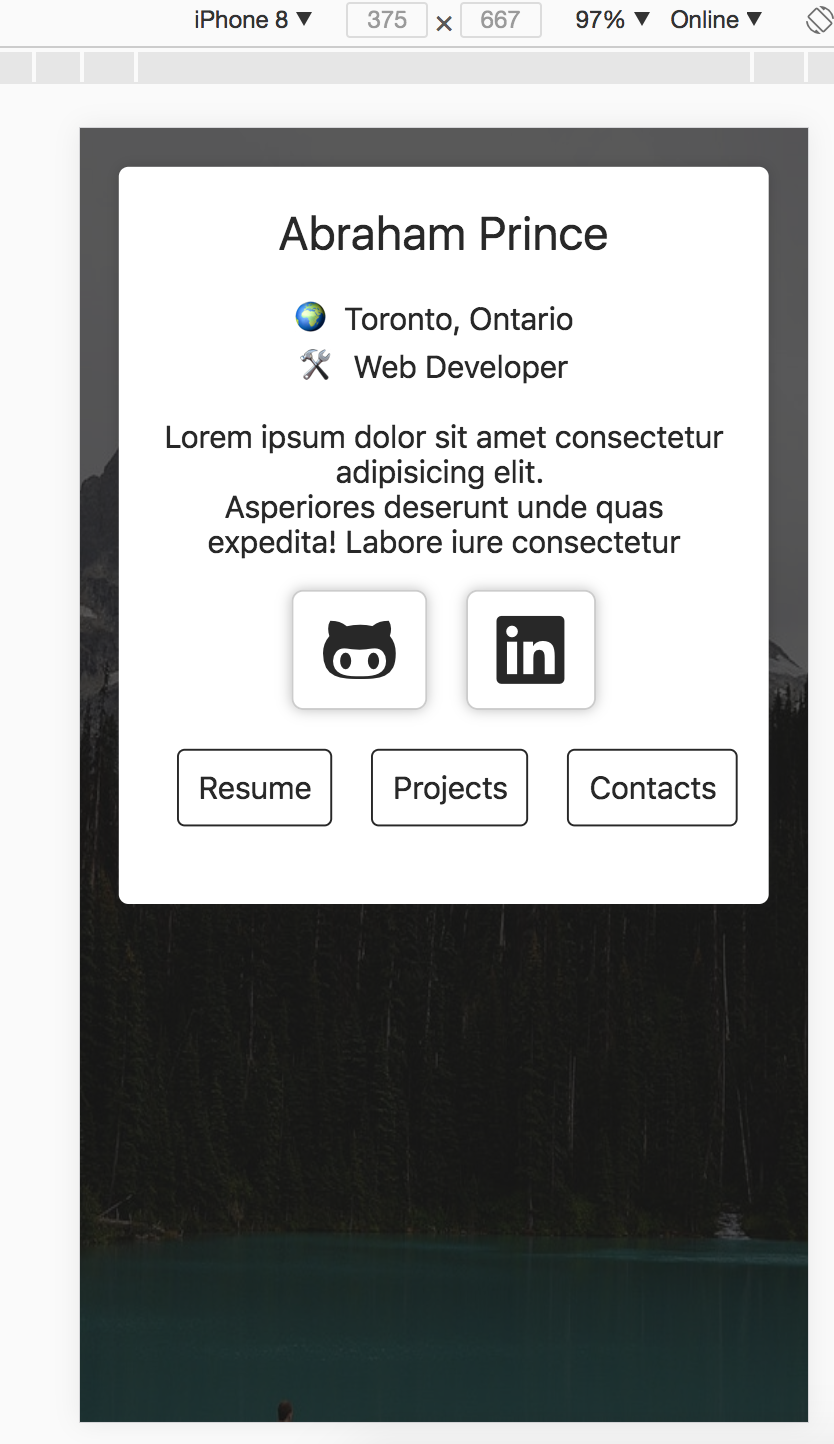 iPhone 8 ▼ 375 × 667 97% ▼ Online ▼
Abraham Prince
🌍 Toronto, Ontario
🛠 Web Developer
Lorem ipsum dolor sit amet consectetur
adipisicing elit.
Asperiores deserunt unde quas
expedita! Labore iure consectetur
in
Resume Projects Contacts